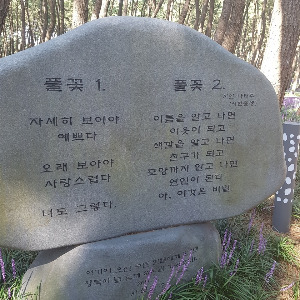 풀꽃 1.
자세히 보아야
예쁘다
오래 보아야
사랑스럽다
너도 그렇다.
풀꽃 2.
이름을 알고 나면
이웃이 되고
색깔을 알고 나면
친구가 되고
모양까지 알고 나면
연인이 된다
아, 이것은 비밀